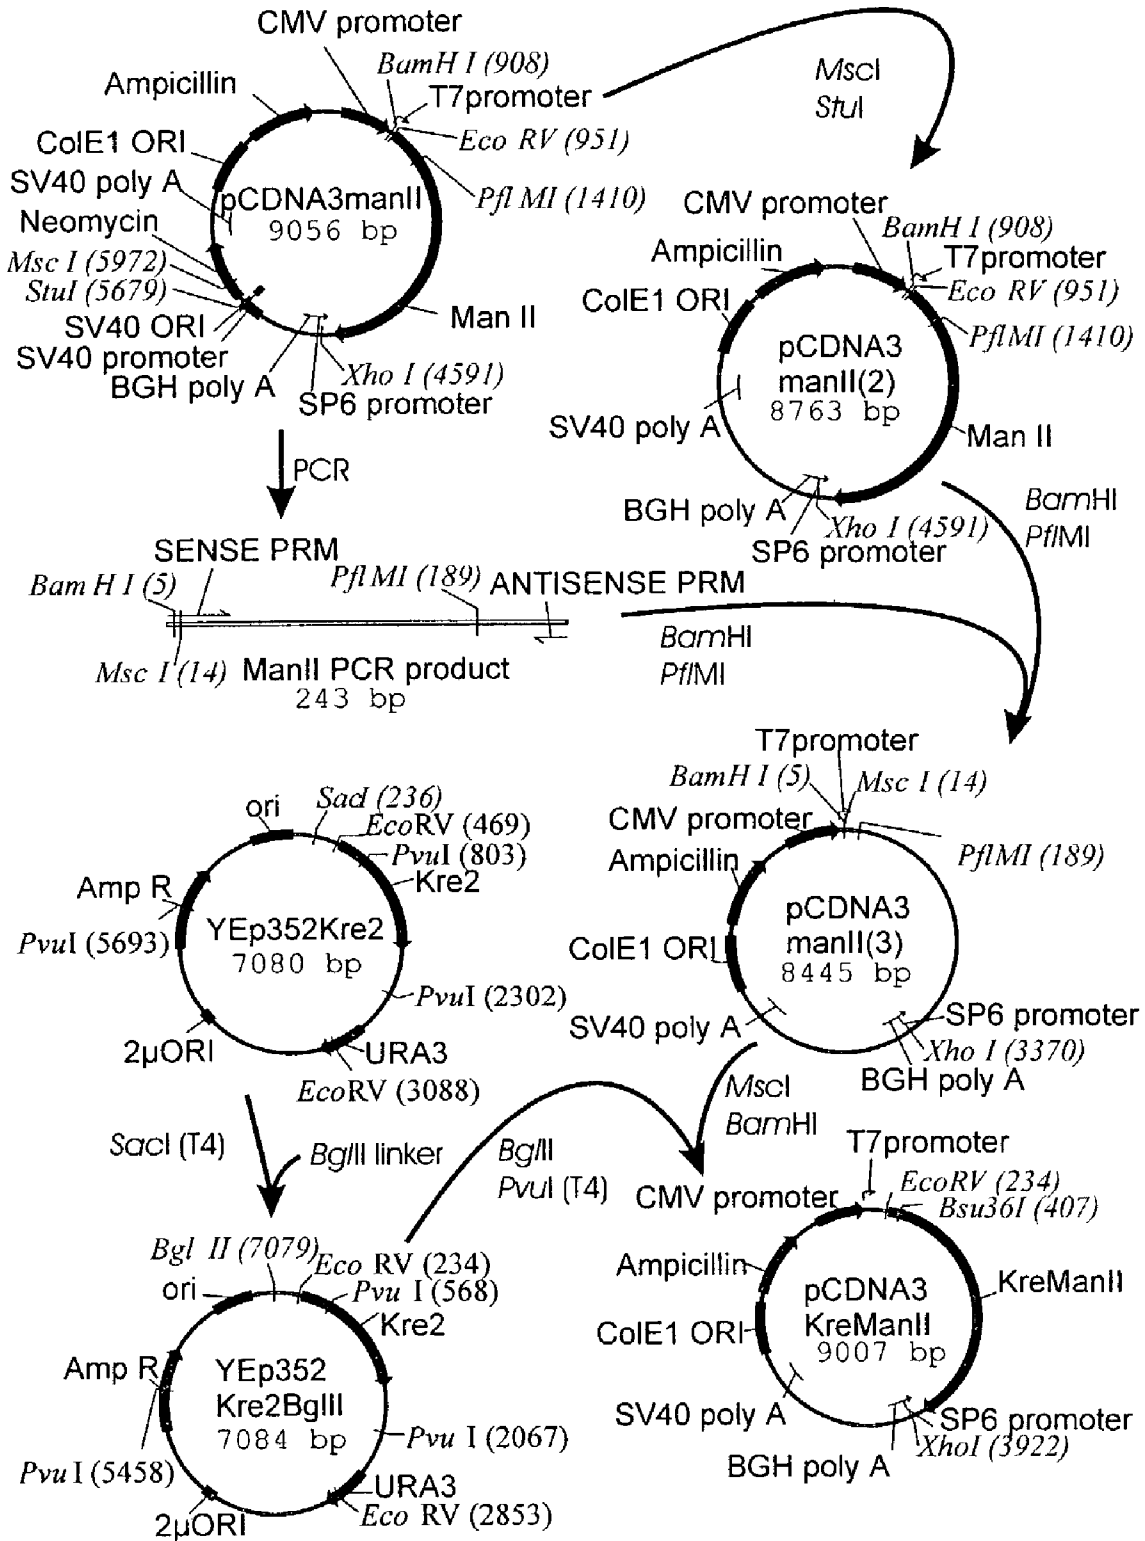 CMV promoter
BamH I (908)
T7promoter
Ampicillin
Eco RV (951)
ColE1 ORI
SV40 poly A
pCDNA3manII
9056 bp
Pfl MI (1410)
Neomycin
Msc I (5972)
StuI (5679)
SV40 ORI
SV40 promoter
BGH poly A
Man II
Xho I (4591)
SP6 promoter
MscI
StuI
CMV promoter
BamH I (908)
T7promoter
Ampicillin
Eco RV (951)
ColE1 ORI
PflMI (1410)
pCDNA3
manII(2)
8763 bp
SV40 poly A
Man II
BGH poly A
Xho I (4591)
SP6 promoter
PCR
BamHI
PflMI
SENSE PRM
Bam H I (5)
PflMI (189)
ANTISENSE PRM
Msc I (14)
ManII PCR product
243 bp
BamHI
PflMI
T7promoter
BamH I (5)
Msc I (14)
CMV promoter
Ampicillin
PflMI (189)
pCDNA3
manII(3)
8445 bp
ColE1 ORI
SV40 poly A
SP6 promoter
Xho I (3370)
BGH poly A
ori
SacI (236)
EcoRV (469)
PvuI (803)
Kre2
Amp R
YEp352Kre2
7080 bp
PvuI (5693)
PvuI (2302)
2µORI
URA3
EcoRV (3088)
SacI (T4)
BglII linker
BglII
PvuI (T4)
MscI
BamHI
T7promoter
CMV promoter
EcoRV (234)
Bsu36I (407)
Ampicillin
pCDNA3
KreManII
9007 bp
KreManII
ColE1 ORI
SV40 poly A
SP6 promoter
XhoI (3922)
BGH poly A
Bgl II (7079)
Eco RV (234)
ori
Pvu I (568)
Kre2
Amp R
YEp352
Kre2BglII
7084 bp
Pvu I (2067)
Pvu I (5458)
URA3
2µORI
Eco RV (2853)